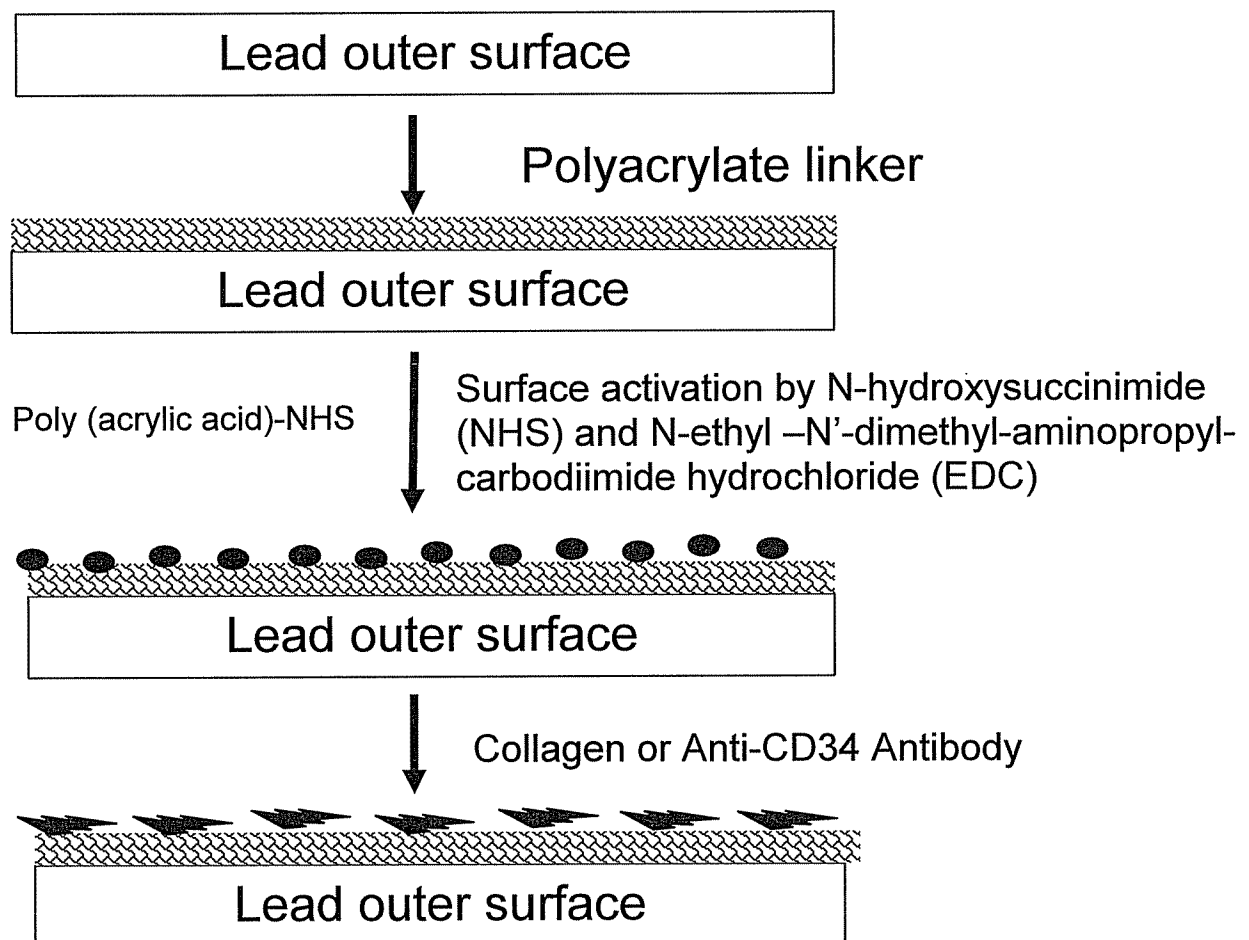 Lead outer surface
Polyacrylate linker
Lead outer surface
Poly (acrylic acid)-NHS
Surface activation by N-hydroxysuccinimide
(NHS) and N-ethyl –N’-dimethyl-aminopropyl-
carbodiimide hydrochloride (EDC)
Lead outer surface
Collagen or Anti-CD34 Antibody
Lead outer surface